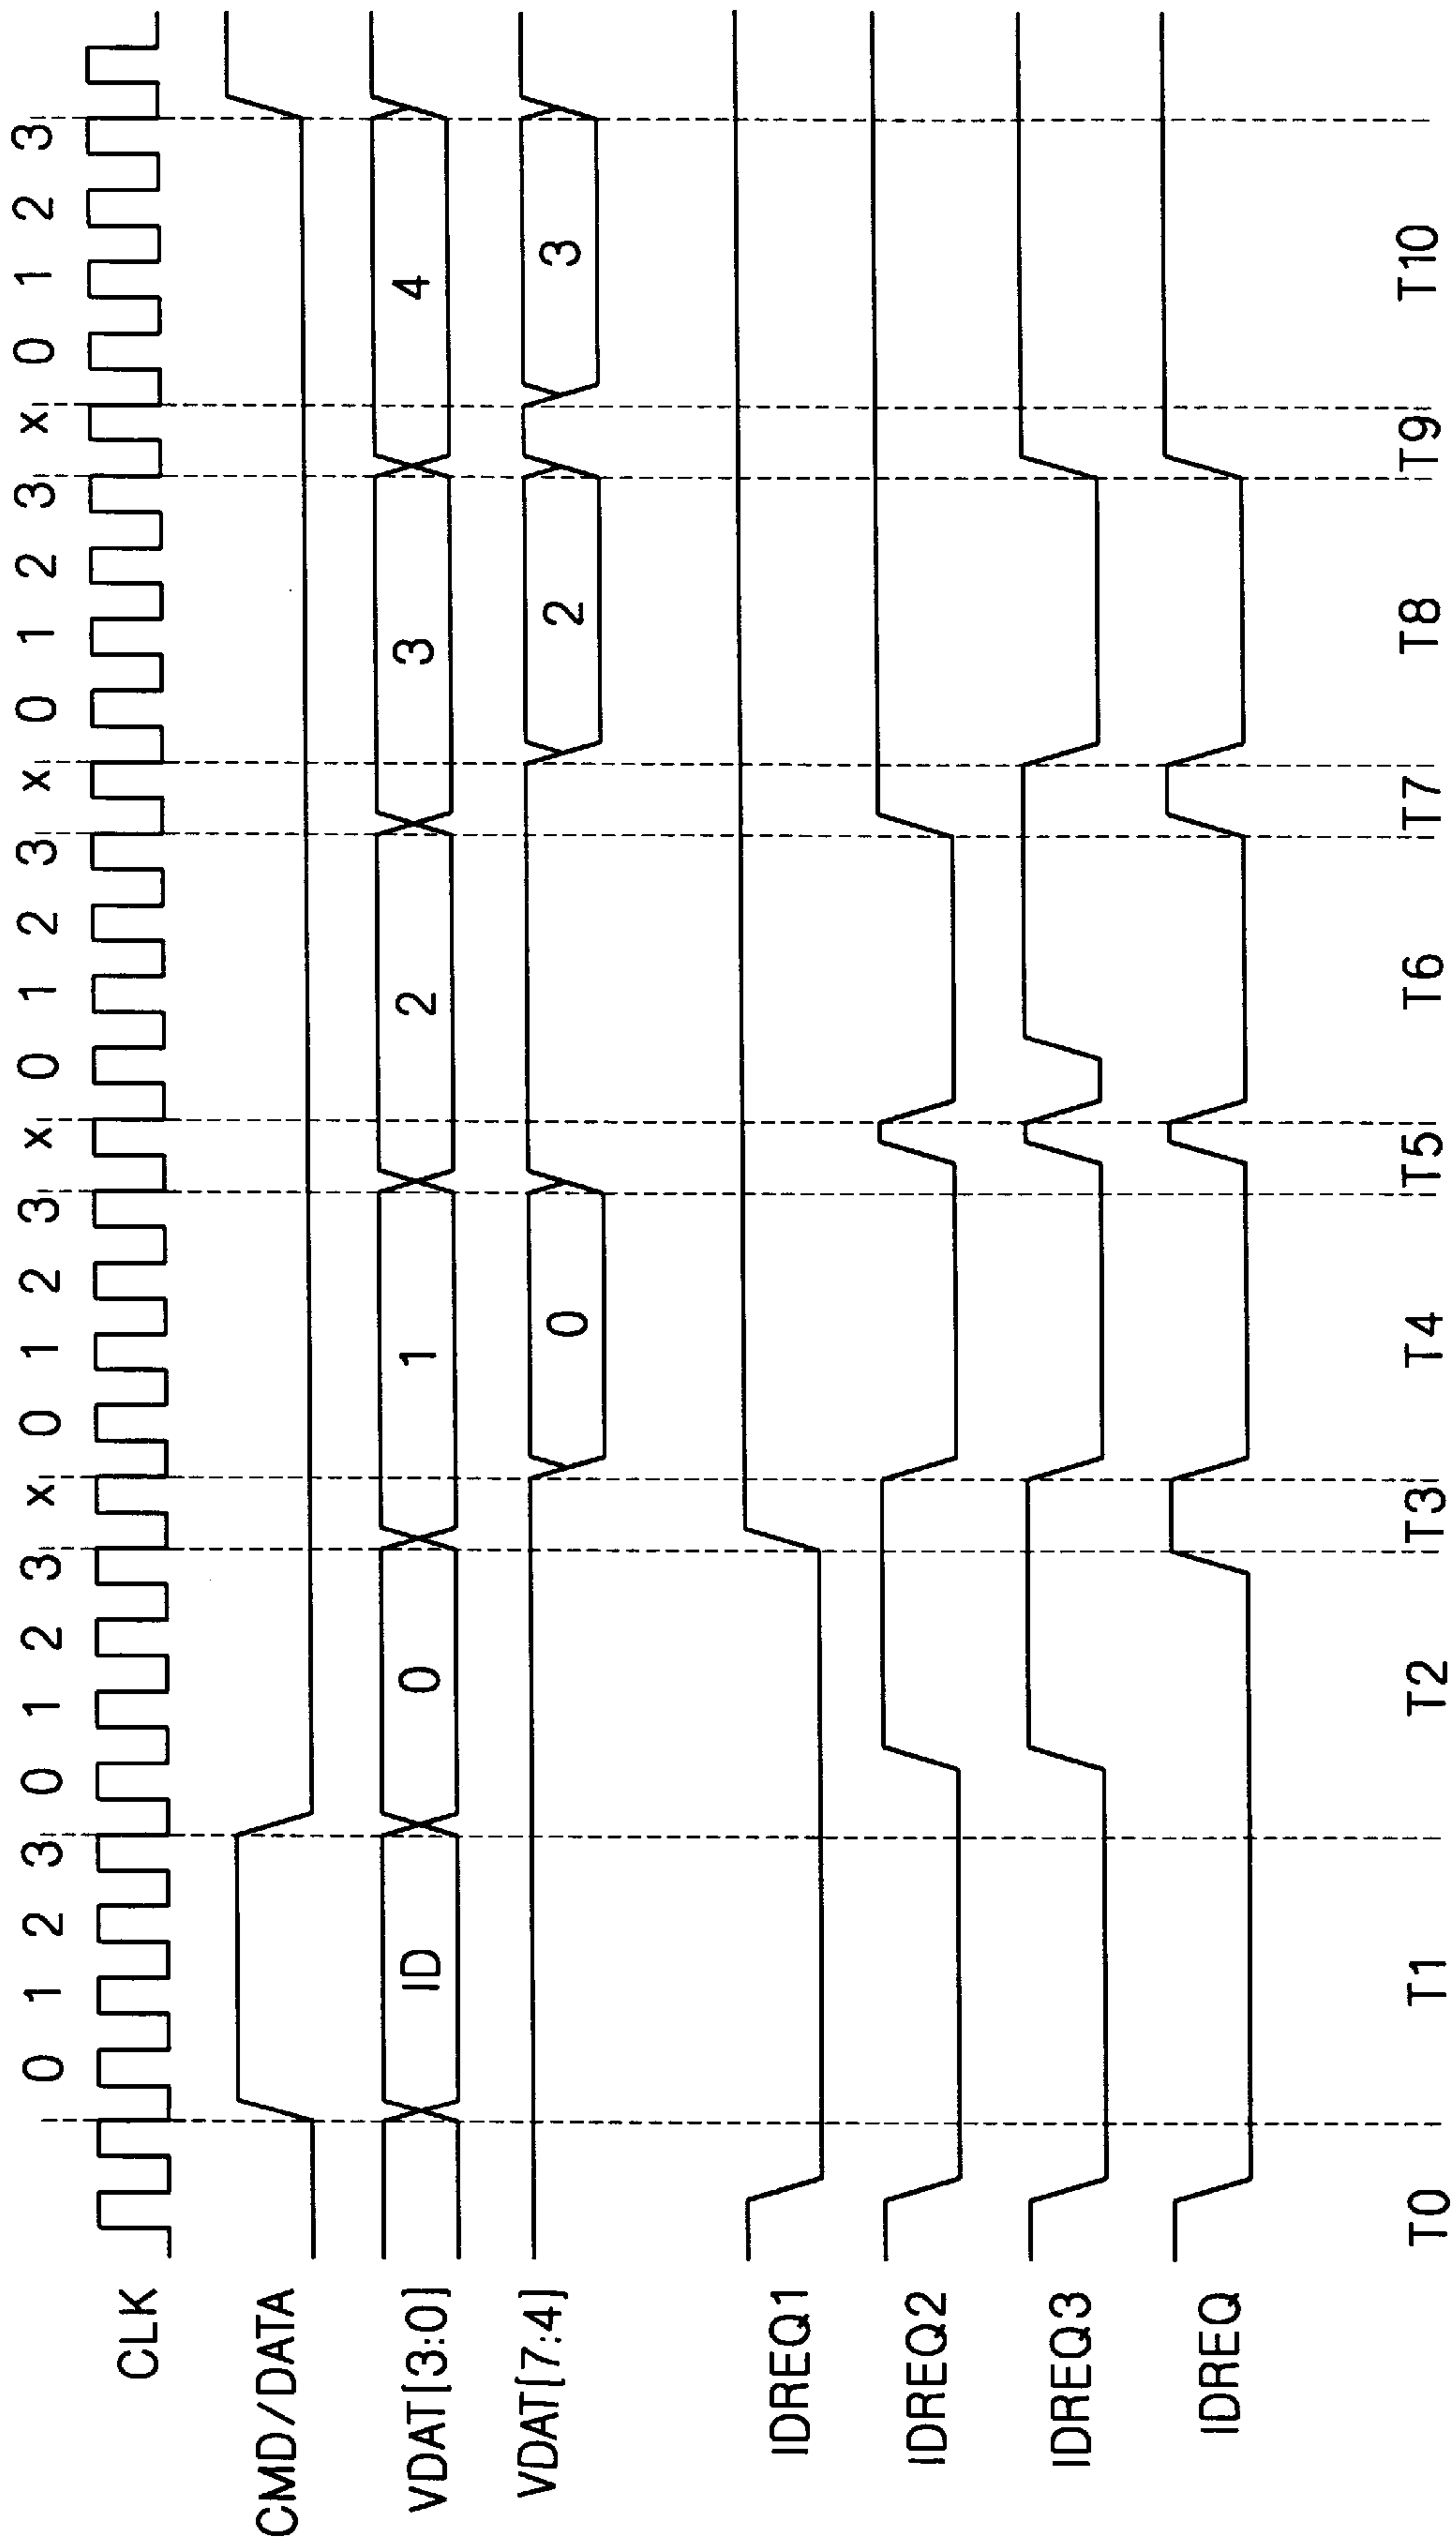 0 1 2 3 0 1 2 3 x 0 1 2 3 x 0 1 2 3 x 0 1 2 3 x 0 1 2 3
CLK
CMD/DATA
VDAT[3:0] ID 0 1 2 3 4
VDAT[7:4] 0 2 3
IDREQ1
IDREQ2
IDREQ3
IDREQ
T0 T1 T2 T3 T4 T5 T6 T7 T8 T9 T10